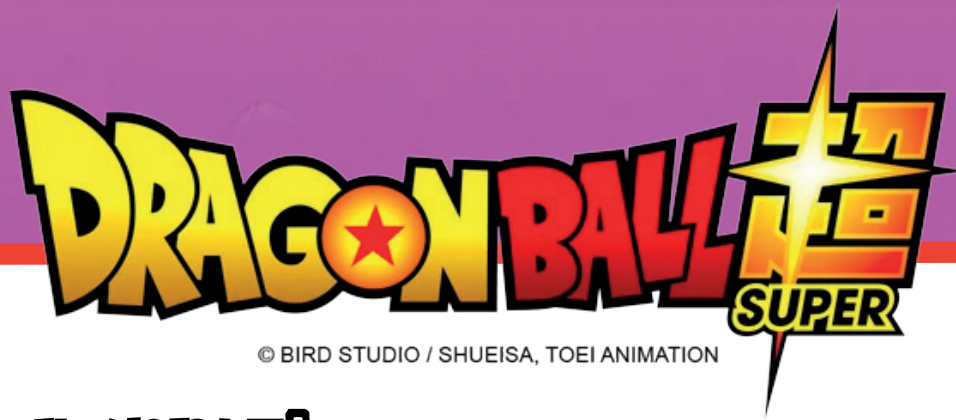 DRAGON BALL 超
SUPER
© BIRD STUDIO / SHUEISA, TOEI ANIMATION